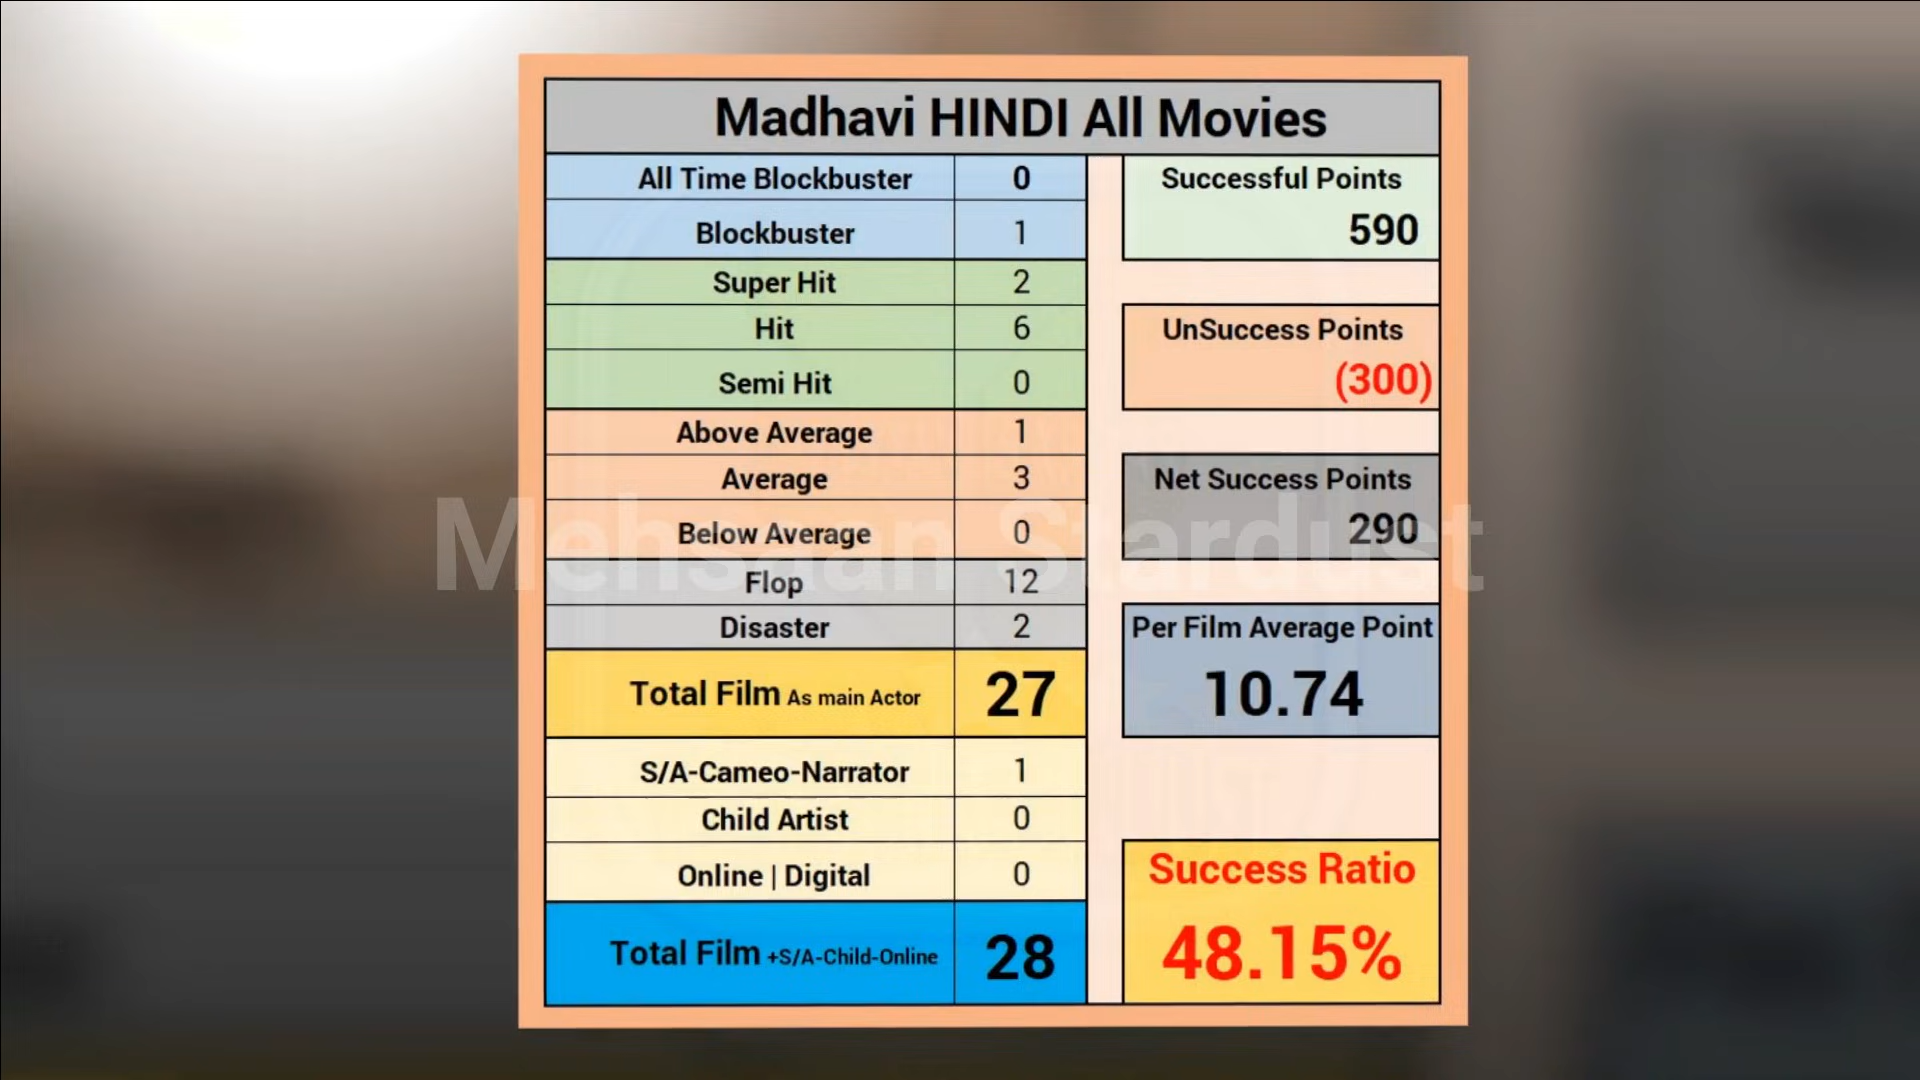 Madhavi HINDI All Movies
All Time Blockbuster 0
Blockbuster 1
Super Hit 2
Hit 6
Semi Hit 0
Above Average 1
Average 3
Below Average 0
Flop 12
Disaster 2
Total Film As main Actor 27
S/A-Cameo-Narrator 1
Child Artist 0
Online | Digital 0
Total Film +S/A-Child-Online 28
Successful Points
590
UnSuccess Points
(300)
Net Success Points
290
Per Film Average Point
10.74
Success Ratio
48.15%
Mehsaan Stardust